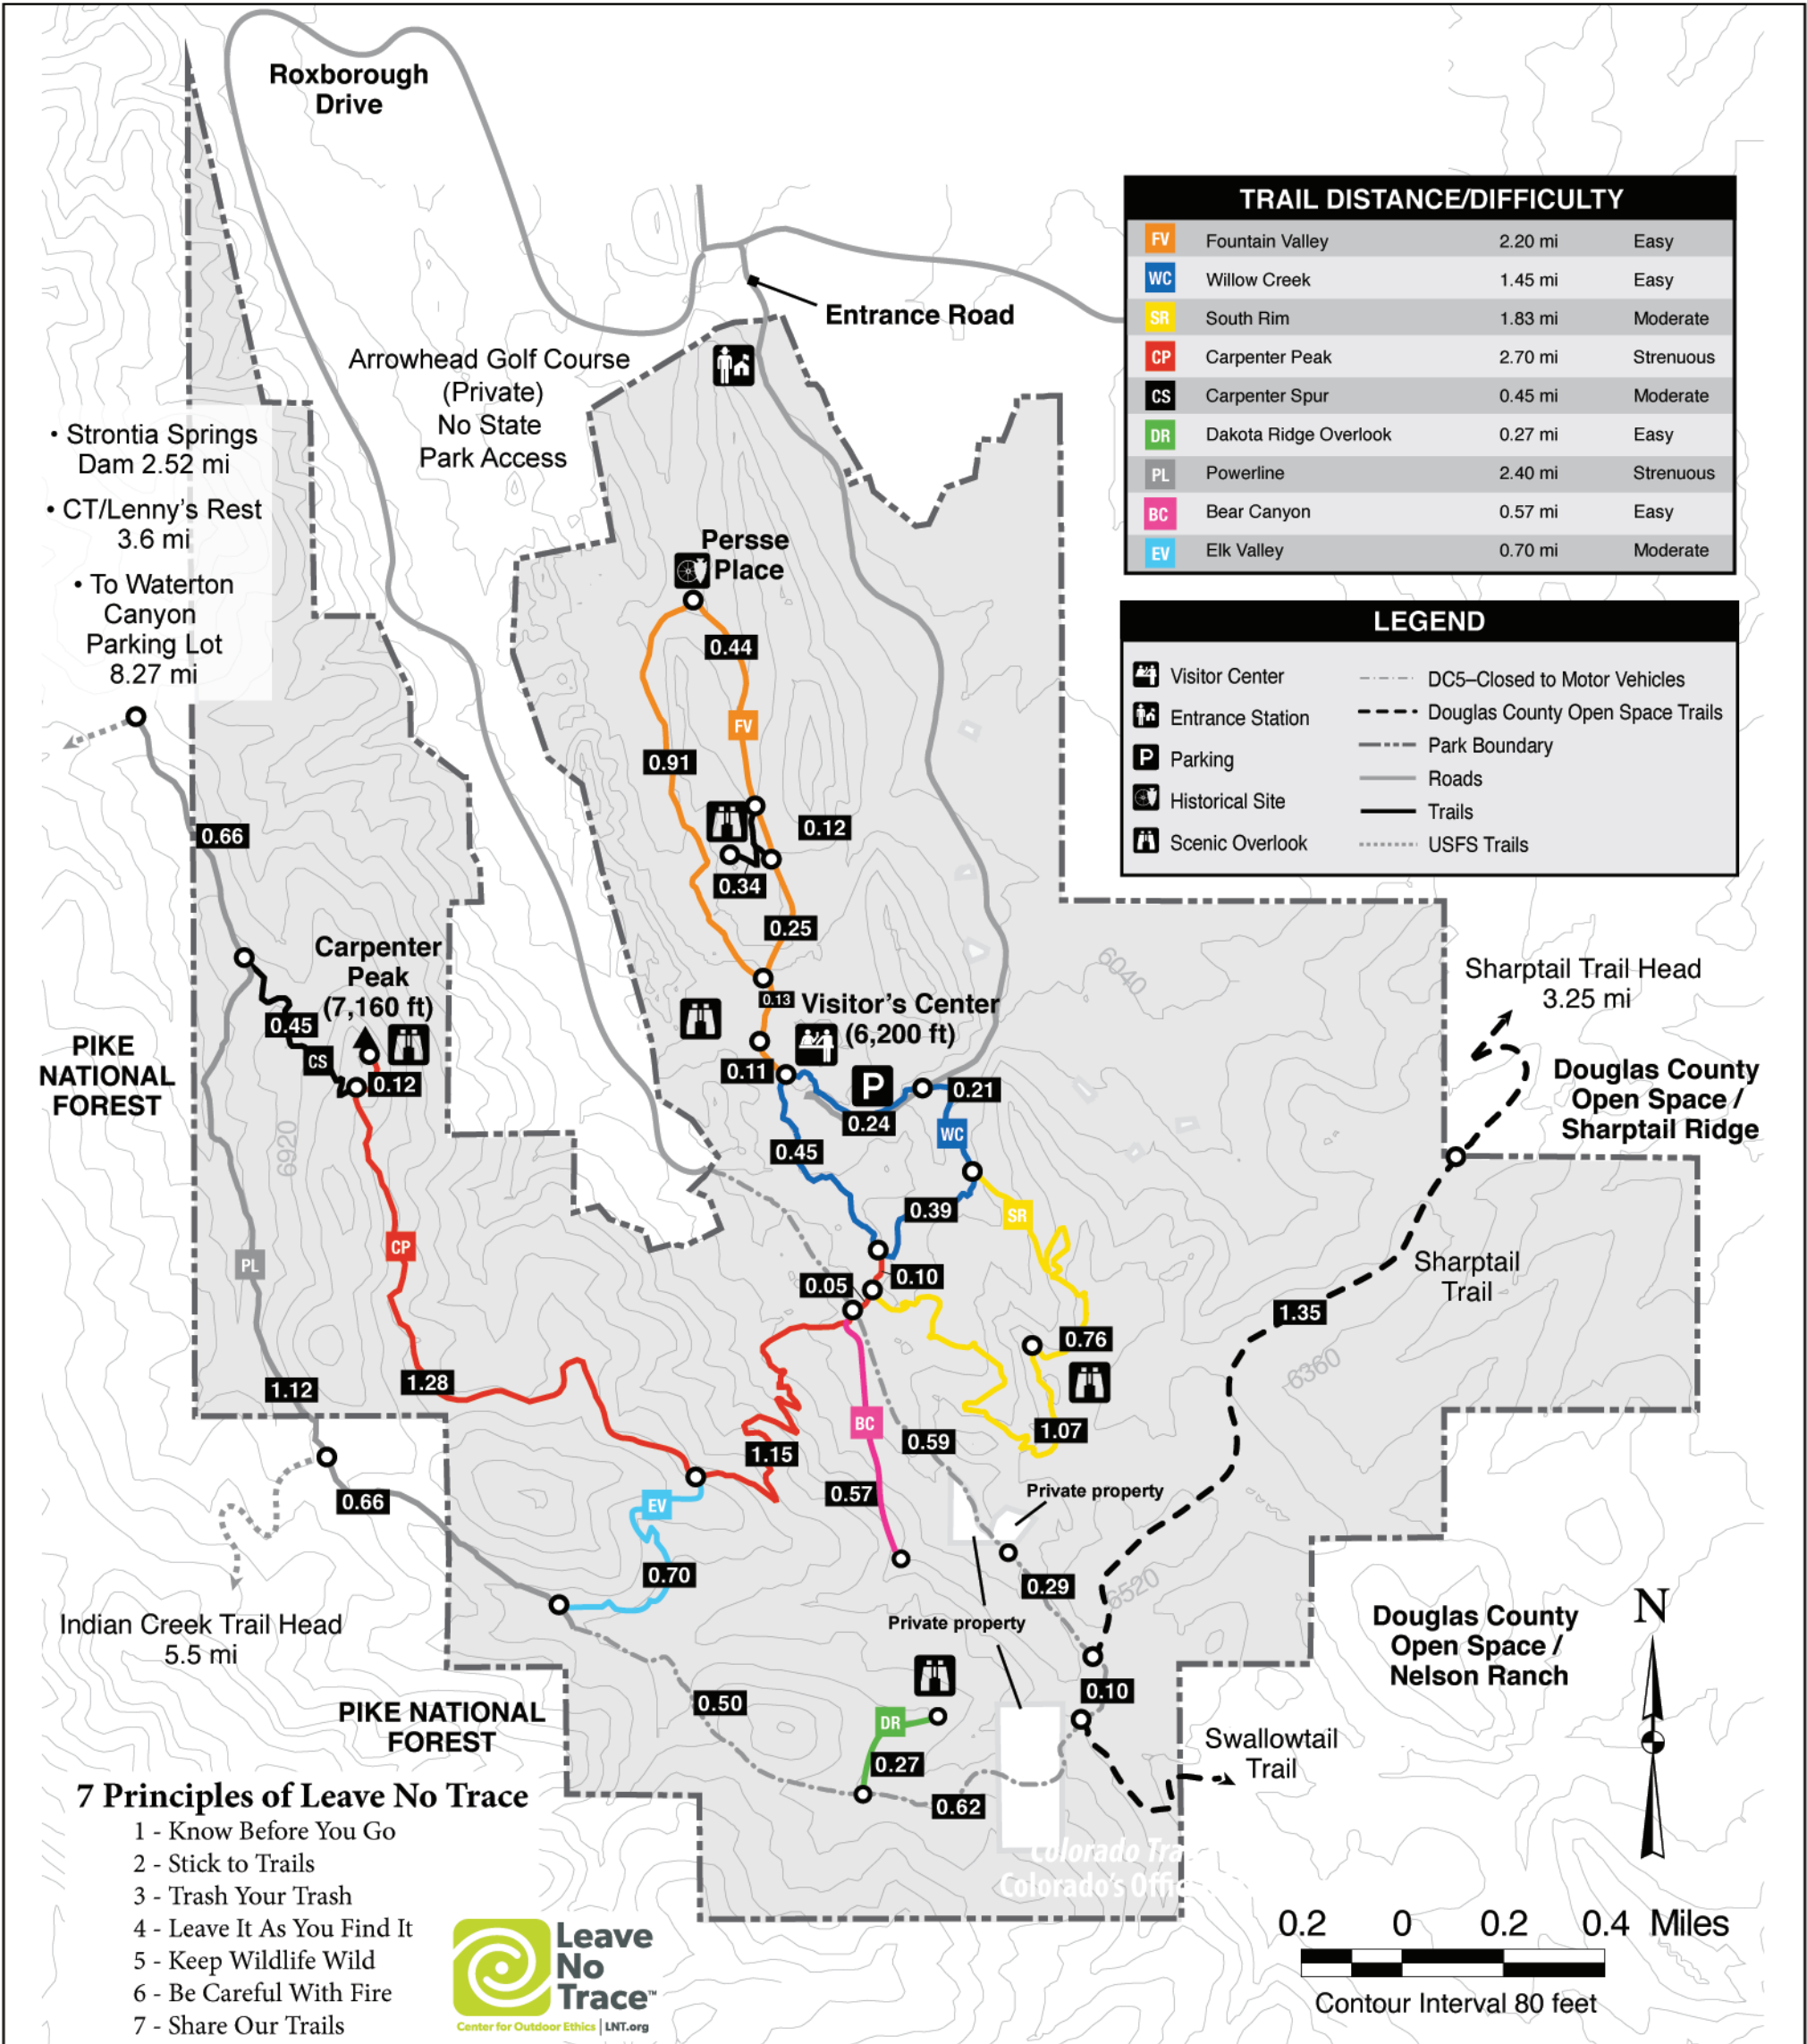 Roxborough
Drive
Entrance Road
Arrowhead Golf Course
(Private)
No State
Park Access
• Strontia Springs
Dam 2.52 mi
• CT/Lenny's Rest
3.6 mi
• To Waterton
Canyon
Parking Lot
8.27 mi
TRAIL DISTANCE/DIFFICULTY
FV Fountain Valley 2.20 mi Easy
WC Willow Creek 1.45 mi Easy
SR South Rim 1.83 mi Moderate
CP Carpenter Peak 2.70 mi Strenuous
CS Carpenter Spur 0.45 mi Moderate
DR Dakota Ridge Overlook 0.27 mi Easy
PL Powerline 2.40 mi Strenuous
BC Bear Canyon 0.57 mi Easy
EV Elk Valley 0.70 mi Moderate
LEGEND
Visitor Center
Entrance Station
P Parking
Historical Site
Scenic Overlook
DC5–Closed to Motor Vehicles
Douglas County Open Space Trails
Park Boundary
Roads
Trails
USFS Trails
Persse
Place
0.44
FV
0.91
0.12
0.34
0.25
0.66
0.13
Visitor's Center
(6,200 ft)
6040
Sharptail Trail Head
3.25 mi
Carpenter
Peak
(7,160 ft)
0.45
CS
0.12
PIKE
NATIONAL
FOREST
6920
0.11
P
0.21
0.24
WC
0.45
0.39
SR
Douglas County
Open Space /
Sharptail Ridge
Sharptail
Trail
PL
CP
0.10
0.05
1.35
0.76
6360
1.28
1.12
BC
1.07
0.59
1.15
0.57
Private property
0.66
EV
0.70
0.29
6520
Indian Creek Trail Head
5.5 mi
Private property
Douglas County
Open Space /
Nelson Ranch
N
0.10
0.50
DR
0.27
0.62
PIKE NATIONAL
FOREST
Swallowtail
Trail
Colorado Tra
Colorado's Offi
7 Principles of Leave No Trace
1 - Know Before You Go
2 - Stick to Trails
3 - Trash Your Trash
4 - Leave It As You Find It
5 - Keep Wildlife Wild
6 - Be Careful With Fire
7 - Share Our Trails
Leave
No
Trace™
Center for Outdoor Ethics | LNT.org
0.2 0 0.2 0.4 Miles
Contour Interval 80 feet